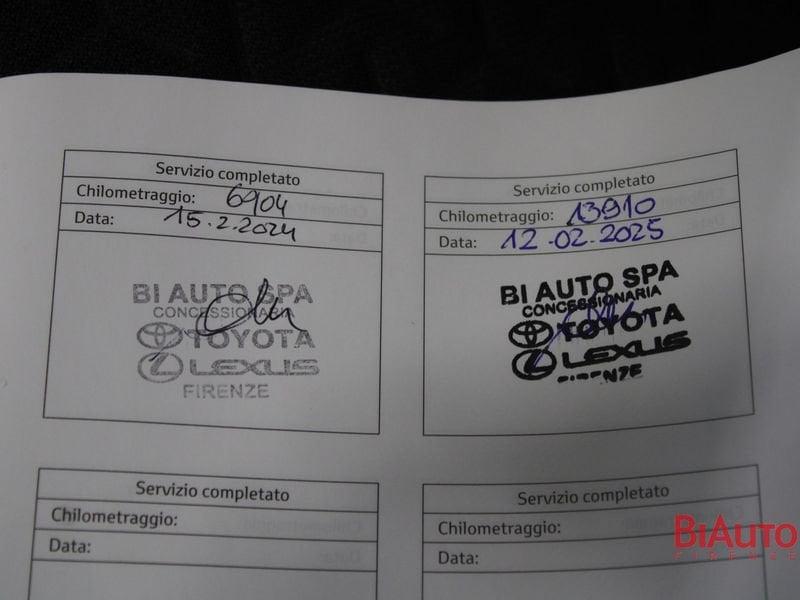 Servizio completato
Chilometraggio: 6904
Data: 15.2.2024
BI AUTO SPA
CONCESSIONARIA
TOYOTA
LEXUS
FIRENZE
Servizio completato
Chilometraggio: 13910
Data: 12.02.2025
BI AUTO SPA
CONCESSIONARIA
TOYOTA
LEXUS
Servizio completato
Chilometraggio:
Data:
Servizio completato
Chilometraggio:
Data:
BIAUTO
FIRENZE